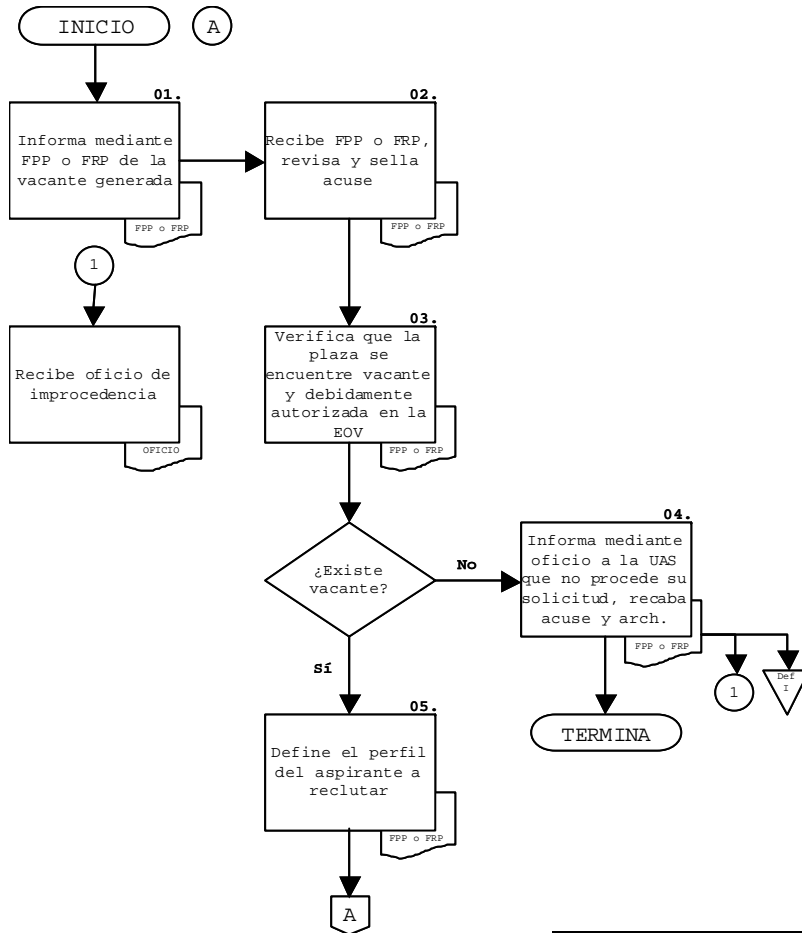 INICIO
A
01.
Informa mediante
FPP o FRP de la
vacante generada
FPP o FRP
02.
Recibe FPP o FRP,
revisa y sella
acuse
FPP o FRP
1
Recibe oficio de
improcedencia
OFICIO
03.
Verifica que la
plaza se
encuentre vacante
y debidamente
autorizada en la
EOV
FPP o FRP
¿Existe
vacante?
No
Sí
04.
Informa mediante
oficio a la UAS
que no procede su
solicitud, recaba
acuse y arch.
FPP o FRP
1
Def
I
TERMINA
05.
Define el perfil
del aspirante a
reclutar
FPP o FRP
A